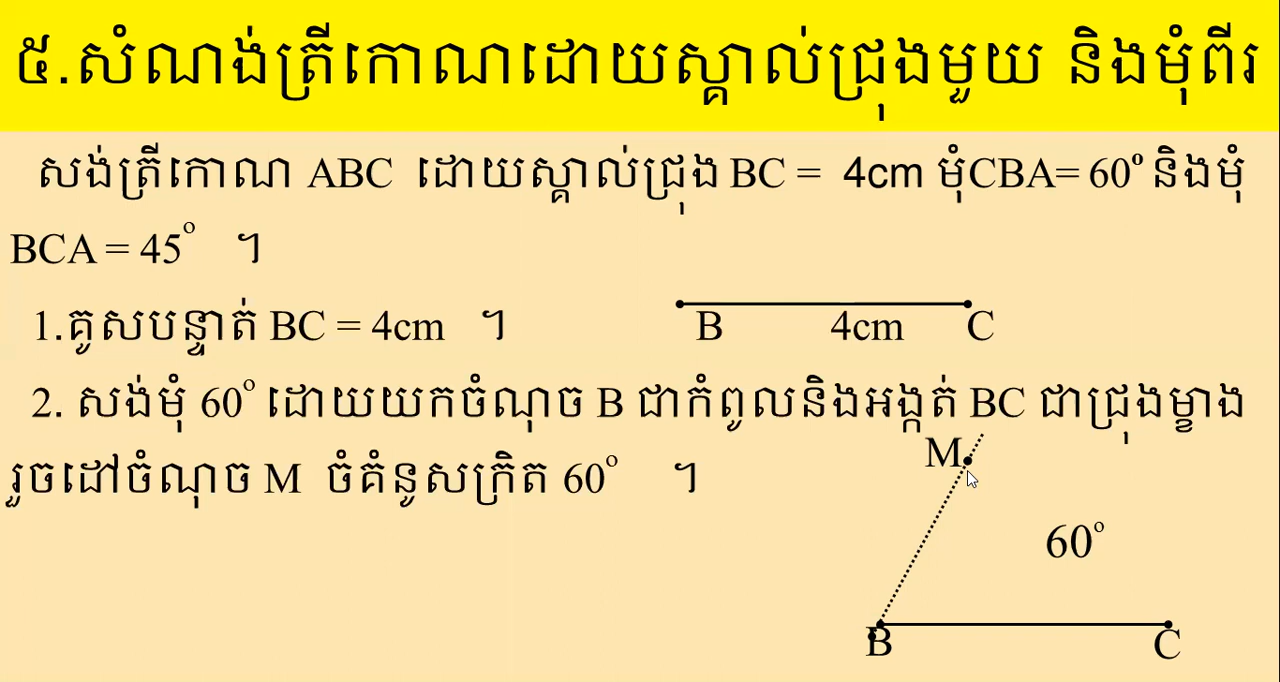 ៥.សំណង់ត្រីកោណដោយស្គាល់ជ្រុងមួយ និងមុំពីរ
សង់ត្រីកោណ ABC ដោយស្គាល់ជ្រុង BC = 4cm មុំCBA= 60º និងមុំ
BCA = 45º ។
1.គូសបន្ទាត់ BC = 4cm ។
B 4cm C
2. សង់មុំ 60º ដោយយកចំណុច B ជាកំពូលនិងអង្កត់ BC ជាជ្រុងម្ខាង
រួចដៅចំណុច M ចំគំនូសក្រិត 60º ។
M
60º
B C